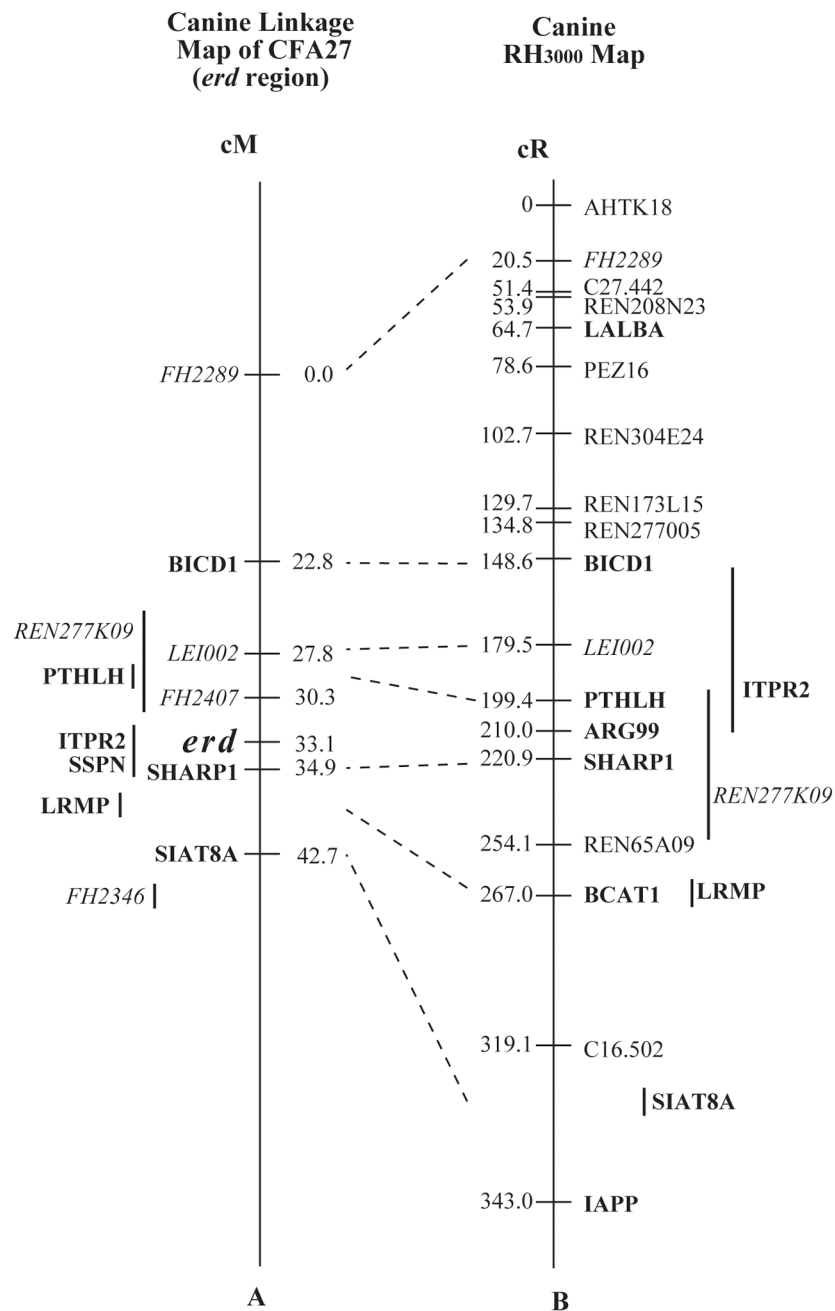 Canine Linkage
Map of CFA27
(erd region)
cM
FH2289 0.0
BICD1 22.8
REN277K09
LEI002 27.8
PTHLH
FH2407 30.3
ITPR2
erd 33.1
SSPN
SHARP1 34.9
LRMP
SIAT8A 42.7
FH2346
A
Canine
RH3000 Map
cR
0 AHTK18
20.5 FH2289
51.4 C27.442
53.9 REN208N23
64.7 LALBA
78.6 PEZ16
102.7 REN304E24
129.7 REN173L15
134.8 REN277005
148.6 BICD1
179.5 LEI002
ITPR2
199.4 PTHLH
210.0 ARG99
220.9 SHARP1
REN277K09
254.1 REN65A09
267.0 BCAT1
LRMP
319.1 C16.502
SIAT8A
343.0 IAPP
B